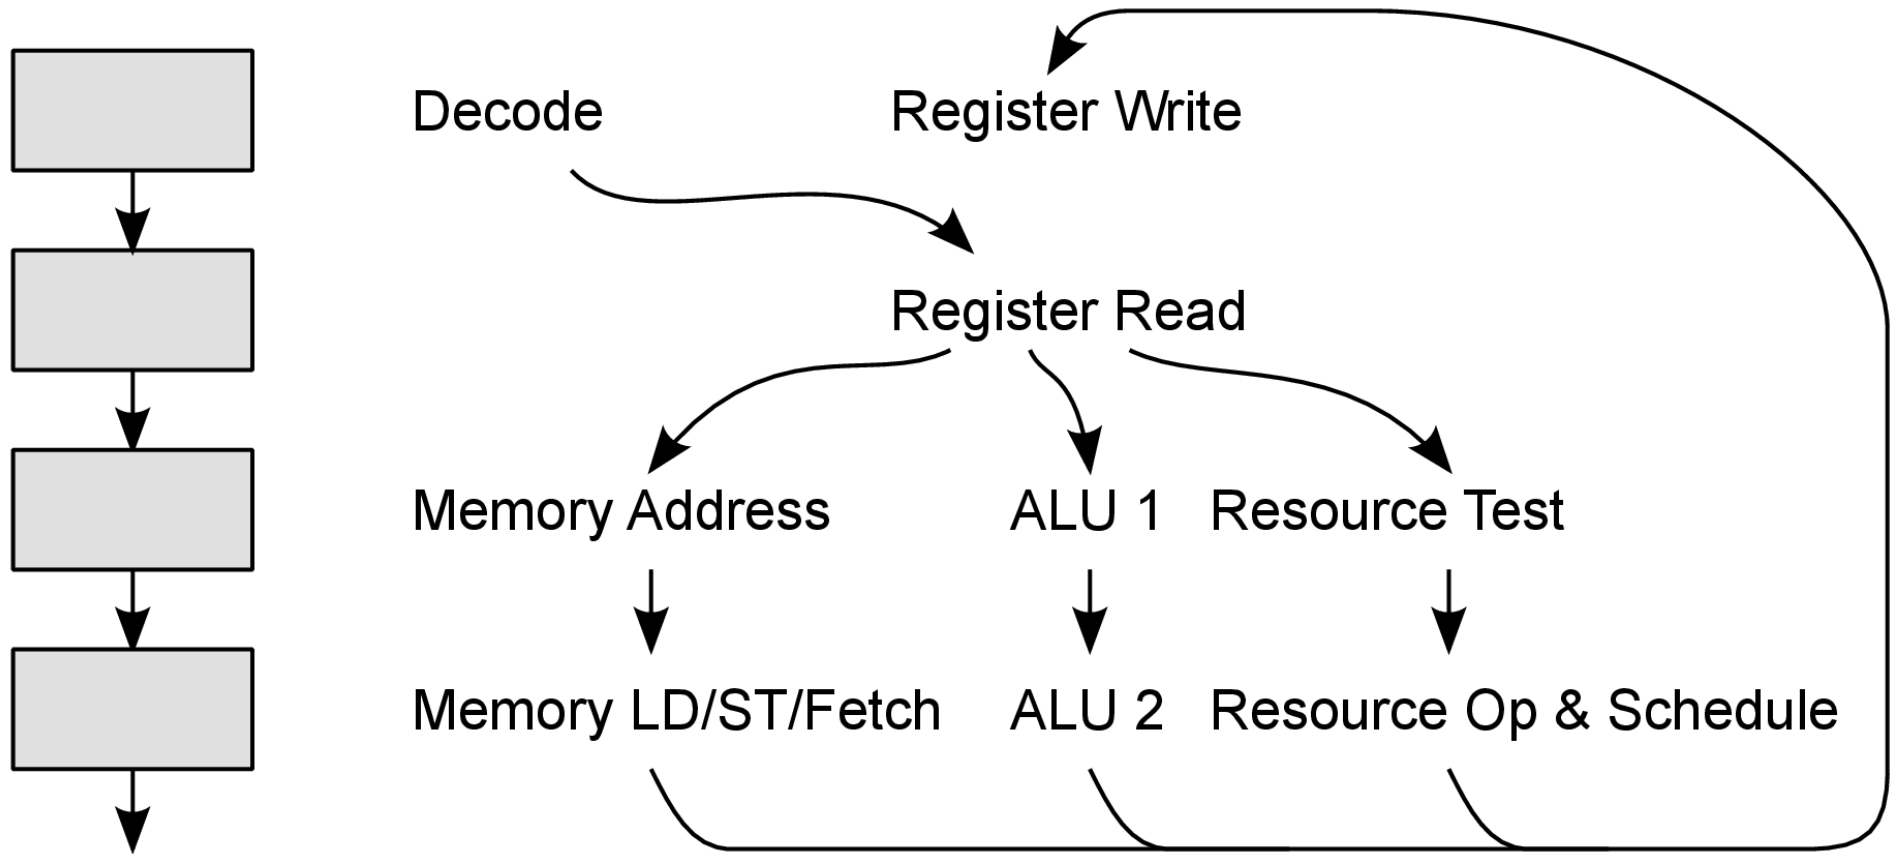 Decode Register Write
Register Read
Memory Address ALU 1 Resource Test
Memory LD/ST/Fetch ALU 2 Resource Op & Schedule